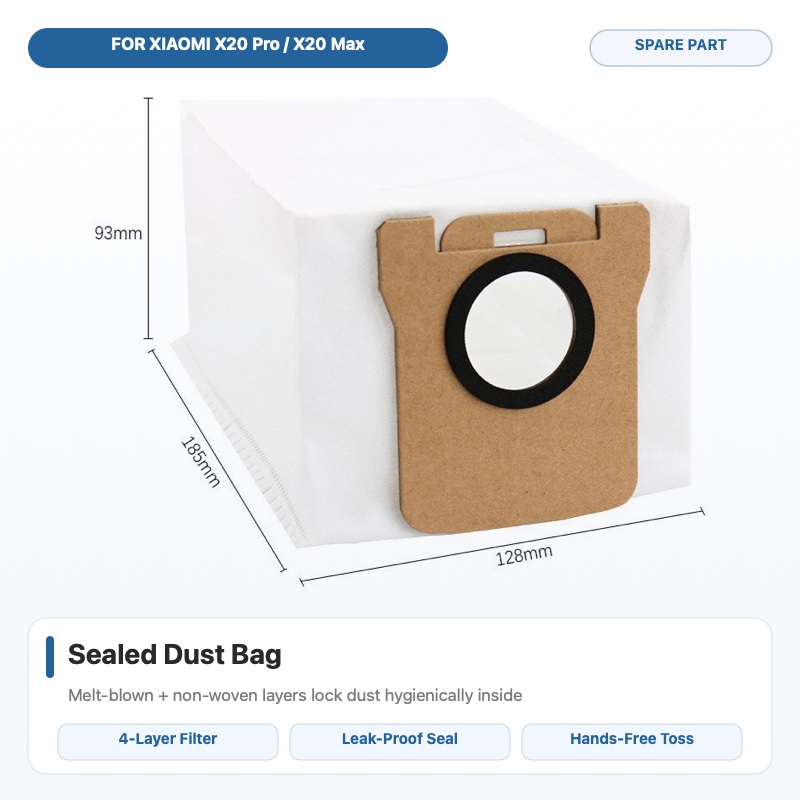 FOR XIAOMI X20 Pro / X20 Max
SPARE PART
93mm
185mm
128mm
Sealed Dust Bag
Melt-blown + non-woven layers lock dust hygienically inside
4-Layer Filter
Leak-Proof Seal
Hands-Free Toss